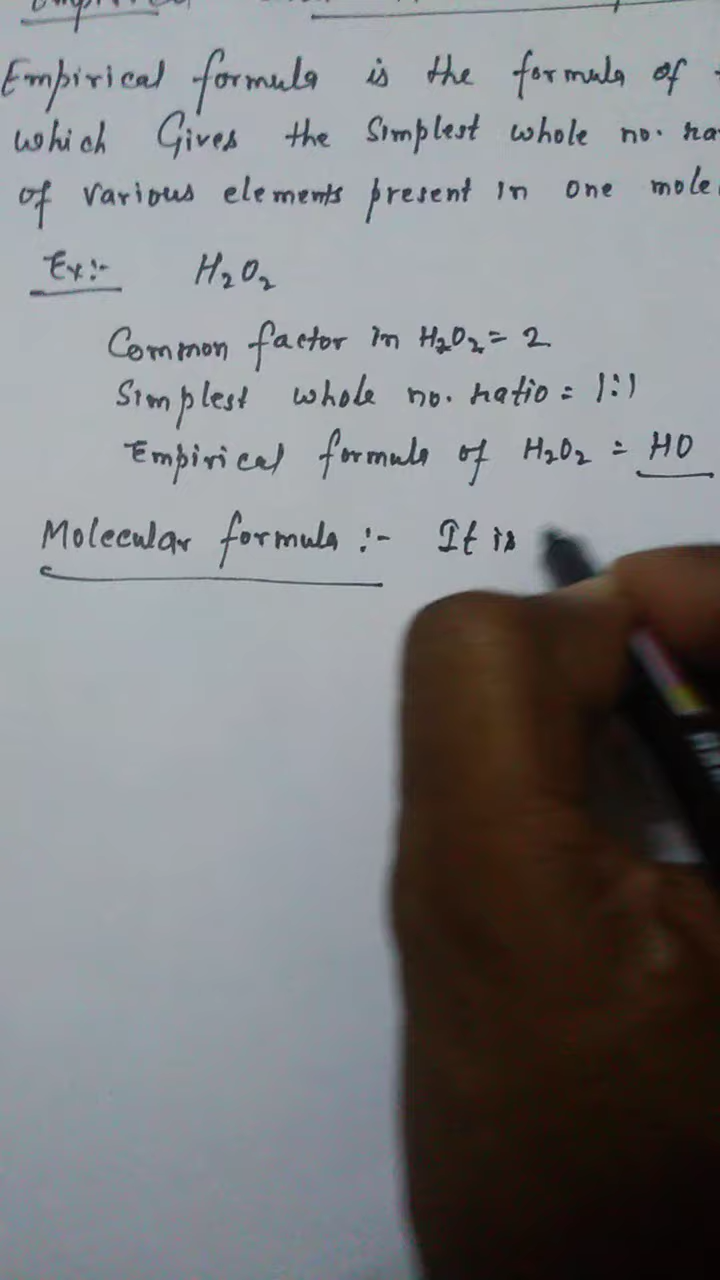 Empirical formula is the formula of
which Gives the Simplest whole no.
of various elements present in one
Ex:- H₂O₂
Common factor in H₂O₂ = 2
Simplest whole no. ratio = 1:1
Empirical formula of H₂O₂ = HO
Molecular formula :- It is